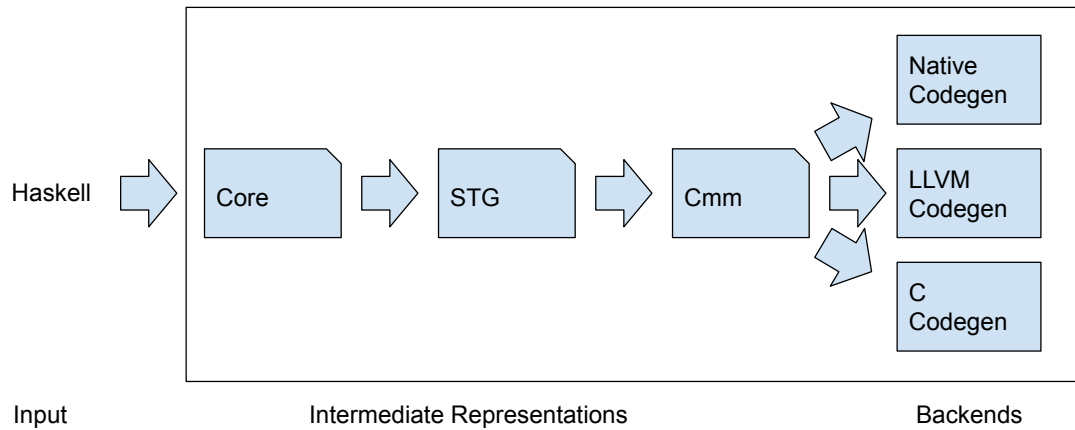 Native
Codegen
Haskell
Core
STG
Cmm
LLVM
Codegen
C
Codegen
Input
Intermediate Representations
Backends